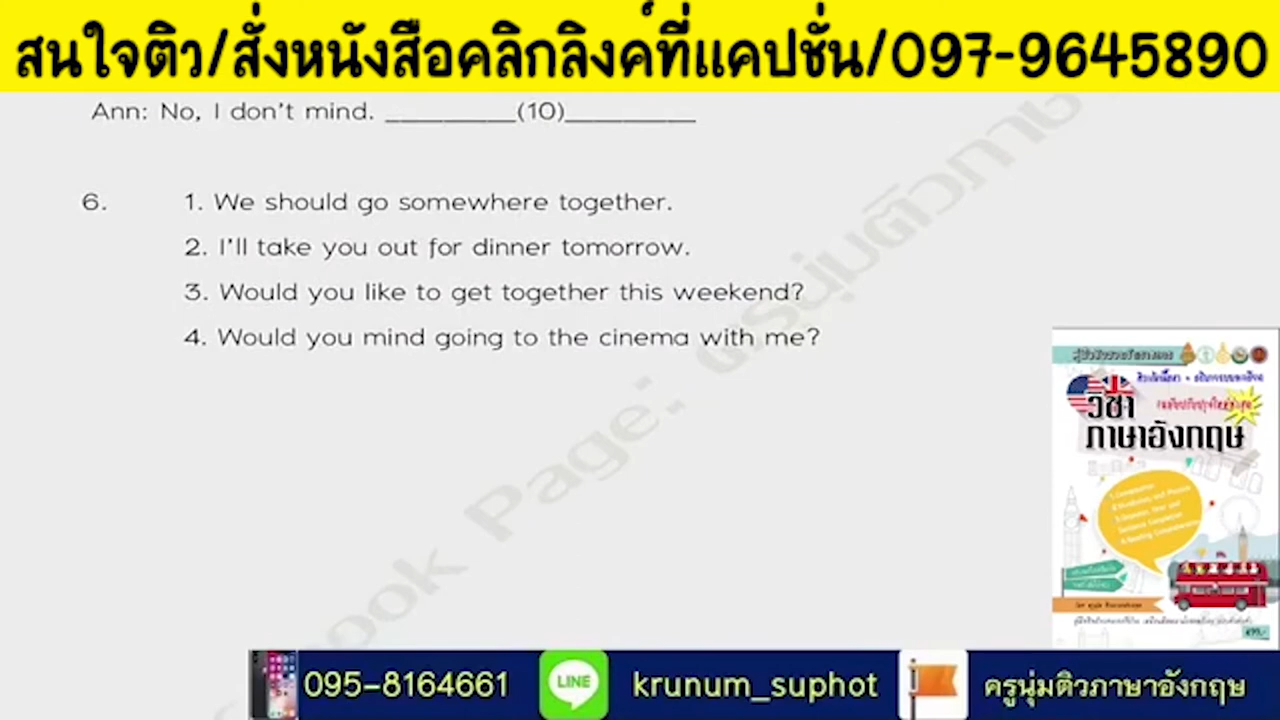 สนใจติว/สั่งหนังสือคลิกลิงค์ที่แคปชั่น/097-9645890
Ann: No, I don't mind. _________(10)_________
6. 1. We should go somewhere together.
2. I'll take you out for dinner tomorrow.
3. Would you like to get together this weekend?
4. Would you mind going to the cinema with me?
วิชา
ภาษาอังกฤษ
095-8164661
LINE
krunum_suphot
ครูนุ่มติวภาษาอังกฤษ